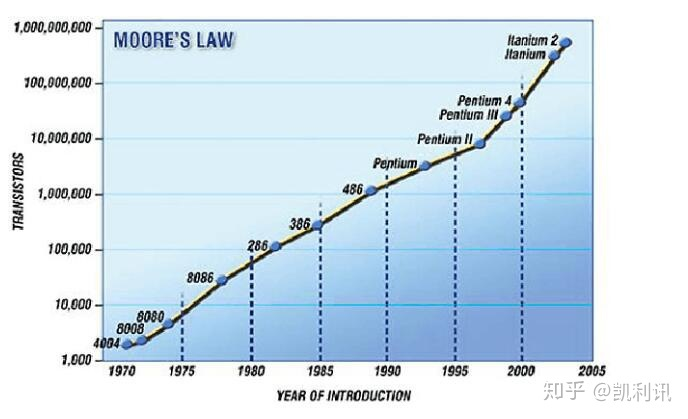 MOORE'S LAW
1,000,000,000
100,000,000
10,000,000
1,000,000
100,000
10,000
1,000
TRANSISTORS
4004
8008
8080
8086
286
386
486
Pentium
Pentium II
Pentium III
Pentium 4
Itanium
Itanium 2
1970 1975 1980 1985 1990 1995 2000 2005
YEAR OF INTRODUCTION
知乎 @凯利讯